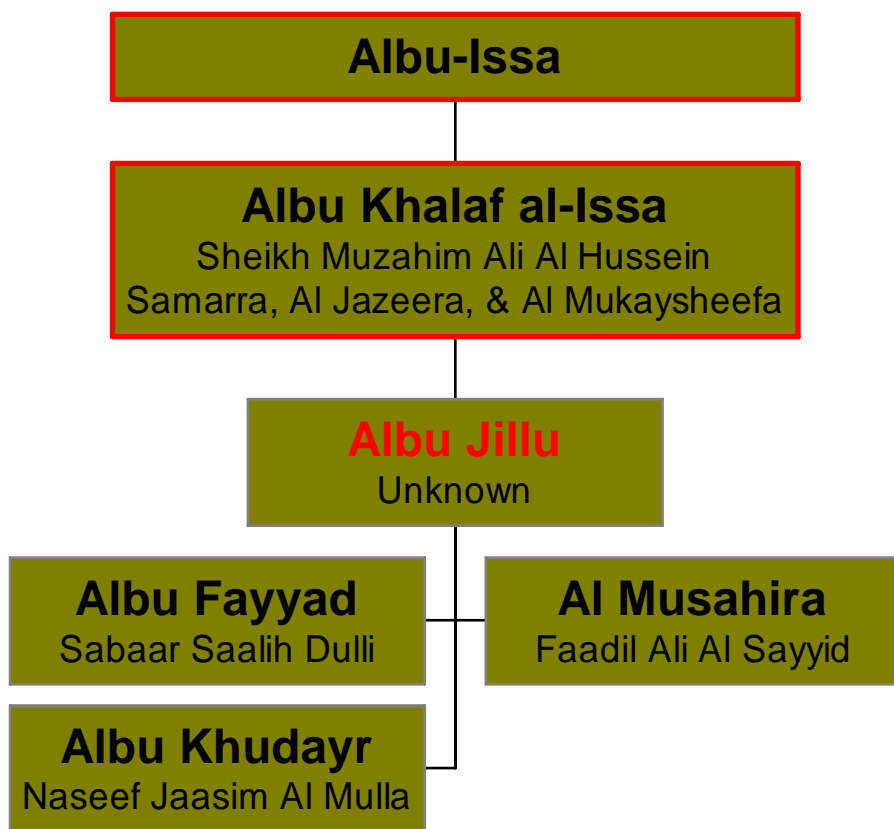 Albu-Issa
Albu Khalaf al-Issa
Sheikh Muzahim Ali Al Hussein
Samarra, Al Jazeera, & Al Mukaysheefa
Albu Jillu
Unknown
Albu Fayyad
Sabaar Saalih Dulli
Al Musahira
Faadil Ali Al Sayyid
Albu Khudayr
Naseef Jaasim Al Mulla